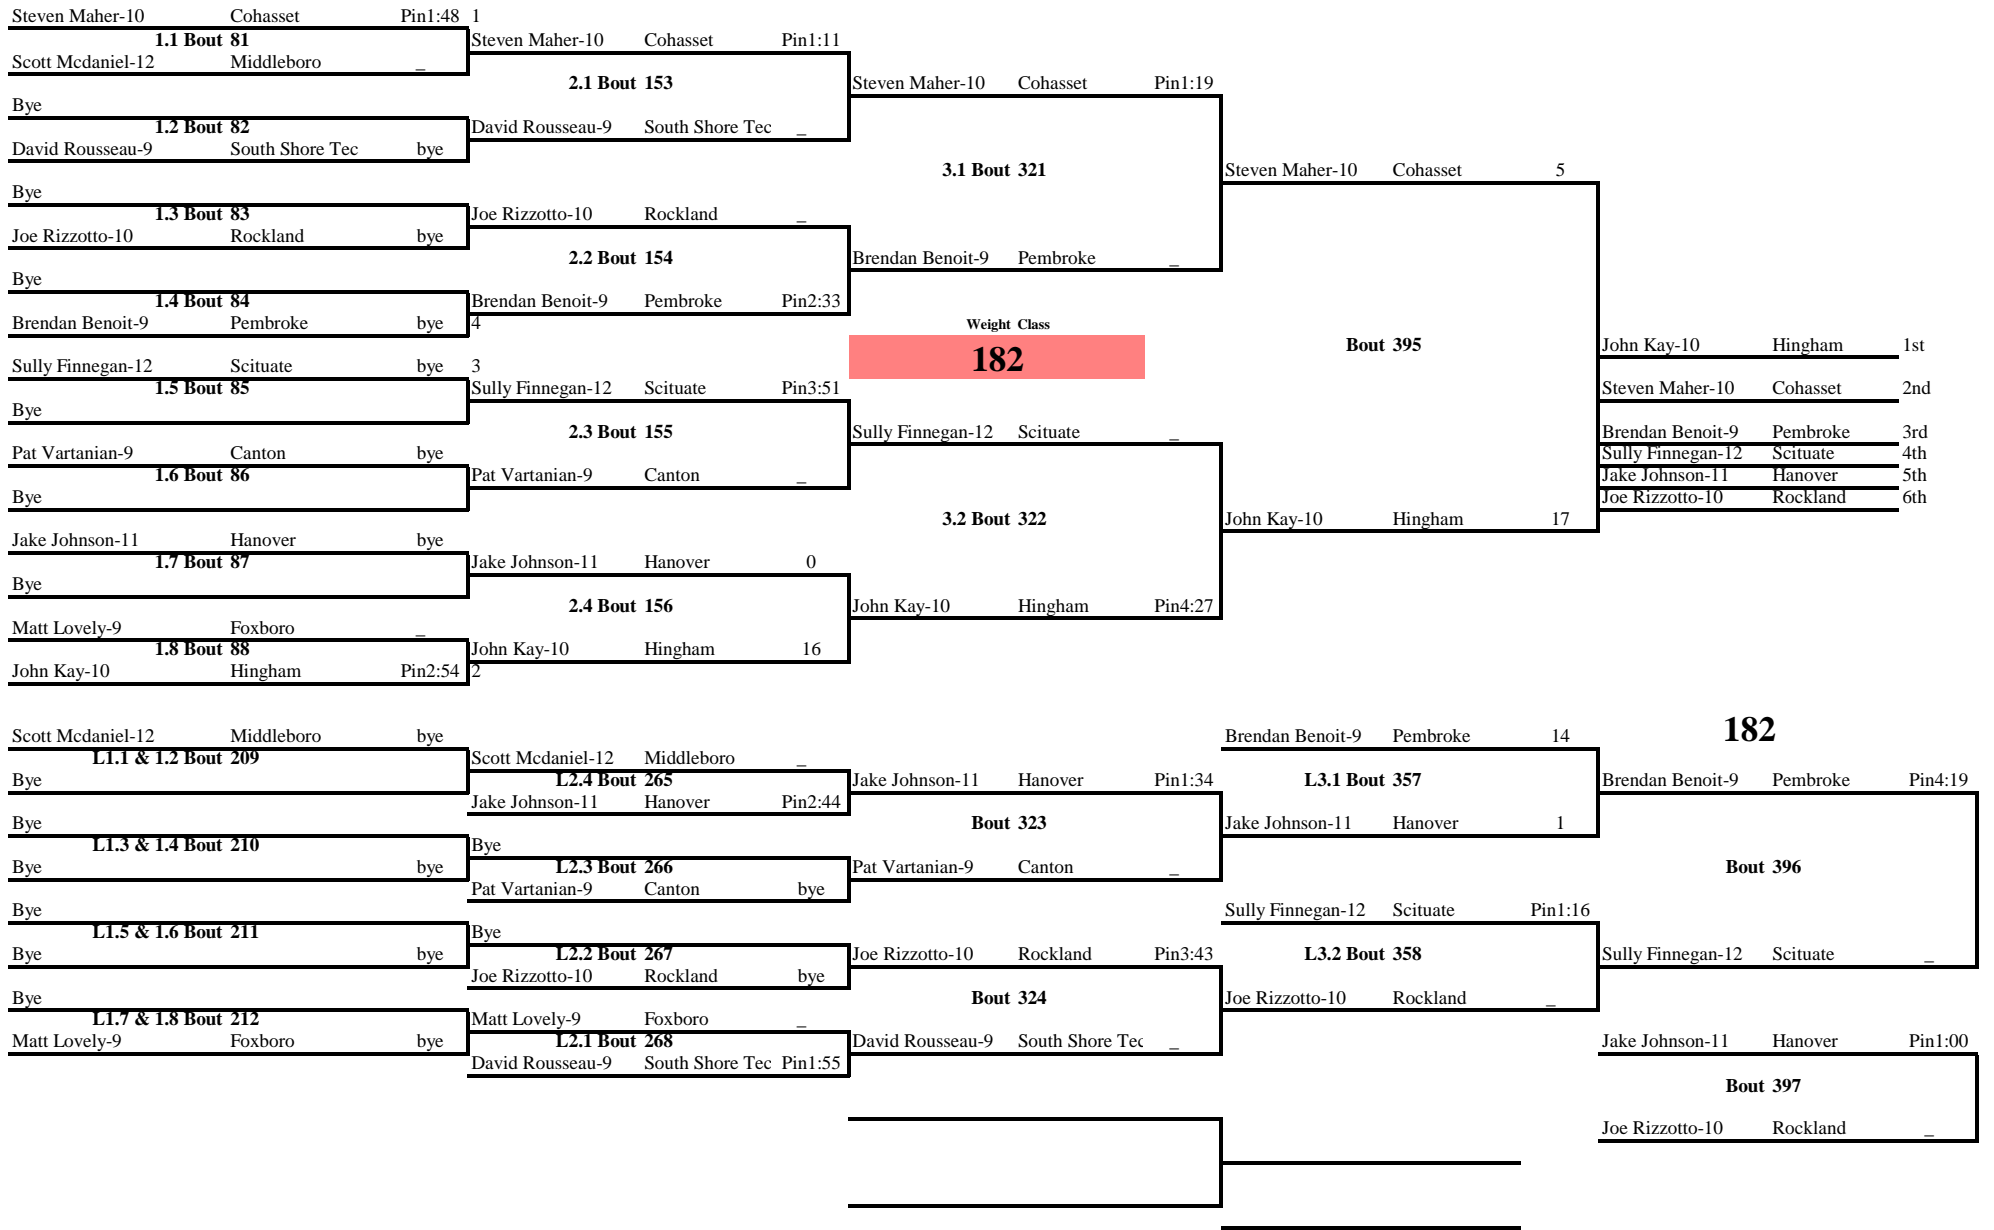 Steven Maher-10 Cohasset Pin1:48 1
1.1 Bout 81
Scott Mcdaniel-12 Middleboro _
Bye
1.2 Bout 82
David Rousseau-9 South Shore Tec bye
Bye
1.3 Bout 83
Joe Rizzotto-10 Rockland bye
Bye
1.4 Bout 84
Brendan Benoit-9 Pembroke bye 4
Sully Finnegan-12 Scituate bye 3
1.5 Bout 85
Bye
Pat Vartanian-9 Canton bye
1.6 Bout 86
Bye
Jake Johnson-11 Hanover bye
1.7 Bout 87
Bye
Matt Lovely-9 Foxboro _
1.8 Bout 88
John Kay-10 Hingham Pin2:54 2
Steven Maher-10 Cohasset Pin1:11
2.1 Bout 153
David Rousseau-9 South Shore Tec _
Joe Rizzotto-10 Rockland _
2.2 Bout 154
Brendan Benoit-9 Pembroke Pin2:33
Sully Finnegan-12 Scituate Pin3:51
2.3 Bout 155
Pat Vartanian-9 Canton _
Jake Johnson-11 Hanover 0
2.4 Bout 156
John Kay-10 Hingham 16
Steven Maher-10 Cohasset Pin1:19
3.1 Bout 321
Brendan Benoit-9 Pembroke _
Weight Class
182
Sully Finnegan-12 Scituate _
3.2 Bout 322
John Kay-10 Hingham Pin4:27
Steven Maher-10 Cohasset 5
Bout 395
John Kay-10 Hingham 17
John Kay-10 Hingham 1st
Steven Maher-10 Cohasset 2nd
Brendan Benoit-9 Pembroke 3rd
Sully Finnegan-12 Scituate 4th
Jake Johnson-11 Hanover 5th
Joe Rizzotto-10 Rockland 6th
Scott Mcdaniel-12 Middleboro bye
L1.1 & 1.2 Bout 209
Bye
Bye
L1.3 & 1.4 Bout 210
Bye bye
Bye
L1.5 & 1.6 Bout 211
Bye bye
Bye
L1.7 & 1.8 Bout 212
Matt Lovely-9 Foxboro bye
Scott Mcdaniel-12 Middleboro _
L2.4 Bout 265
Jake Johnson-11 Hanover Pin2:44
Bye
L2.3 Bout 266
Pat Vartanian-9 Canton bye
Bye
L2.2 Bout 267
Joe Rizzotto-10 Rockland bye
Matt Lovely-9 Foxboro _
L2.1 Bout 268
David Rousseau-9 South Shore Tec Pin1:55
Jake Johnson-11 Hanover Pin1:34
Bout 323
Pat Vartanian-9 Canton _
Joe Rizzotto-10 Rockland Pin3:43
Bout 324
David Rousseau-9 South Shore Tec _
Brendan Benoit-9 Pembroke 14
L3.1 Bout 357
Jake Johnson-11 Hanover 1
Sully Finnegan-12 Scituate Pin1:16
L3.2 Bout 358
Joe Rizzotto-10 Rockland _
182
Brendan Benoit-9 Pembroke Pin4:19
Bout 396
Sully Finnegan-12 Scituate _
Jake Johnson-11 Hanover Pin1:00
Bout 397
Joe Rizzotto-10 Rockland _